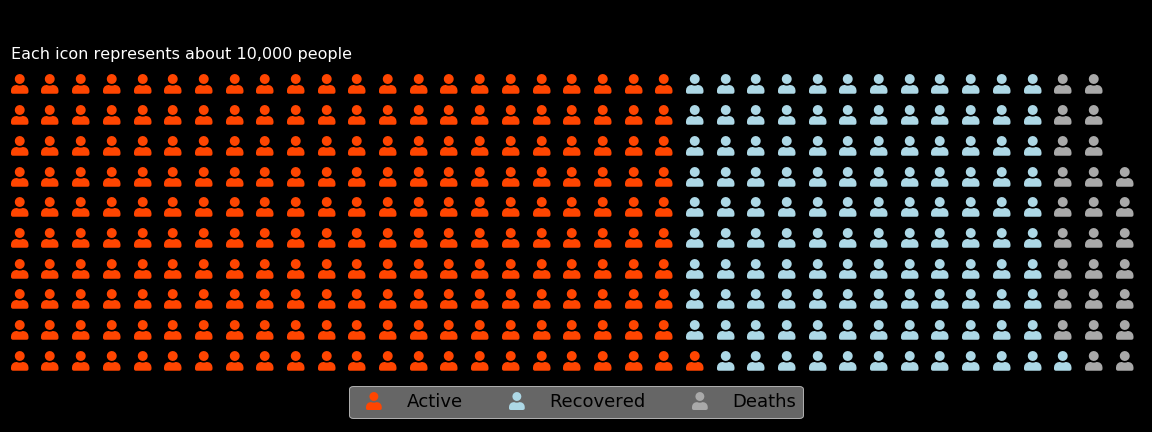 Each icon represents about 10,000 people
Active Recovered Deaths